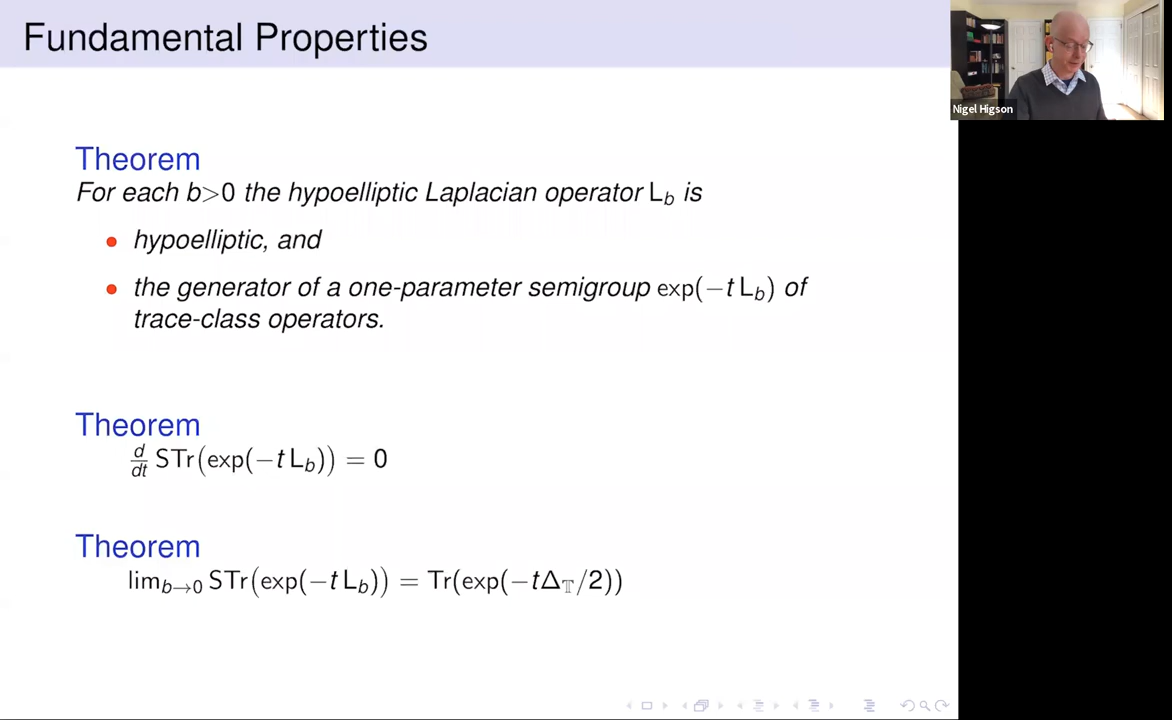 Fundamental Properties
Nigel Higson
Theorem
For each b>0 the hypoelliptic Laplacian operator L_b is
• hypoelliptic, and
• the generator of a one-parameter semigroup exp(−t L_b) of
trace-class operators.
Theorem
d/dt STr(exp(−t L_b)) = 0
Theorem
lim_{b→0} STr(exp(−t L_b)) = Tr(exp(−tΔ_𝕋/2))